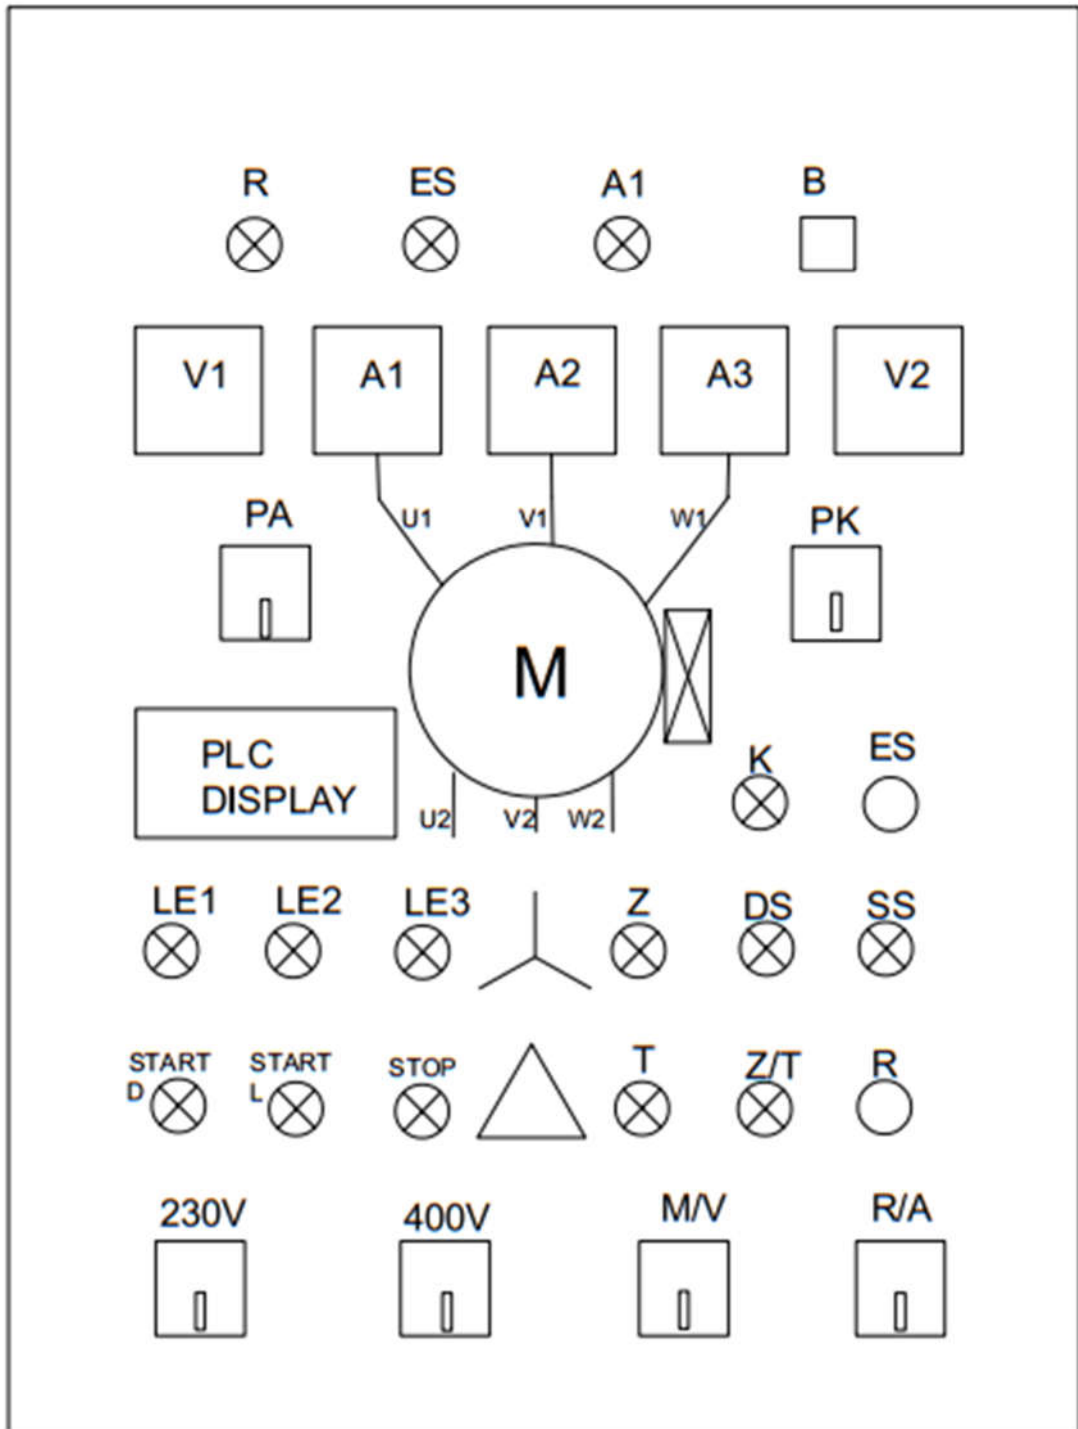 R ES A1 B
V1 A1 A2 A3 V2
PA U1 V1 W1 PK
M
PLC
DISPLAY
K ES
U2 V2 W2
LE1 LE2 LE3 Z DS SS
START START STOP T Z/T R
D L
230V 400V M/V R/A